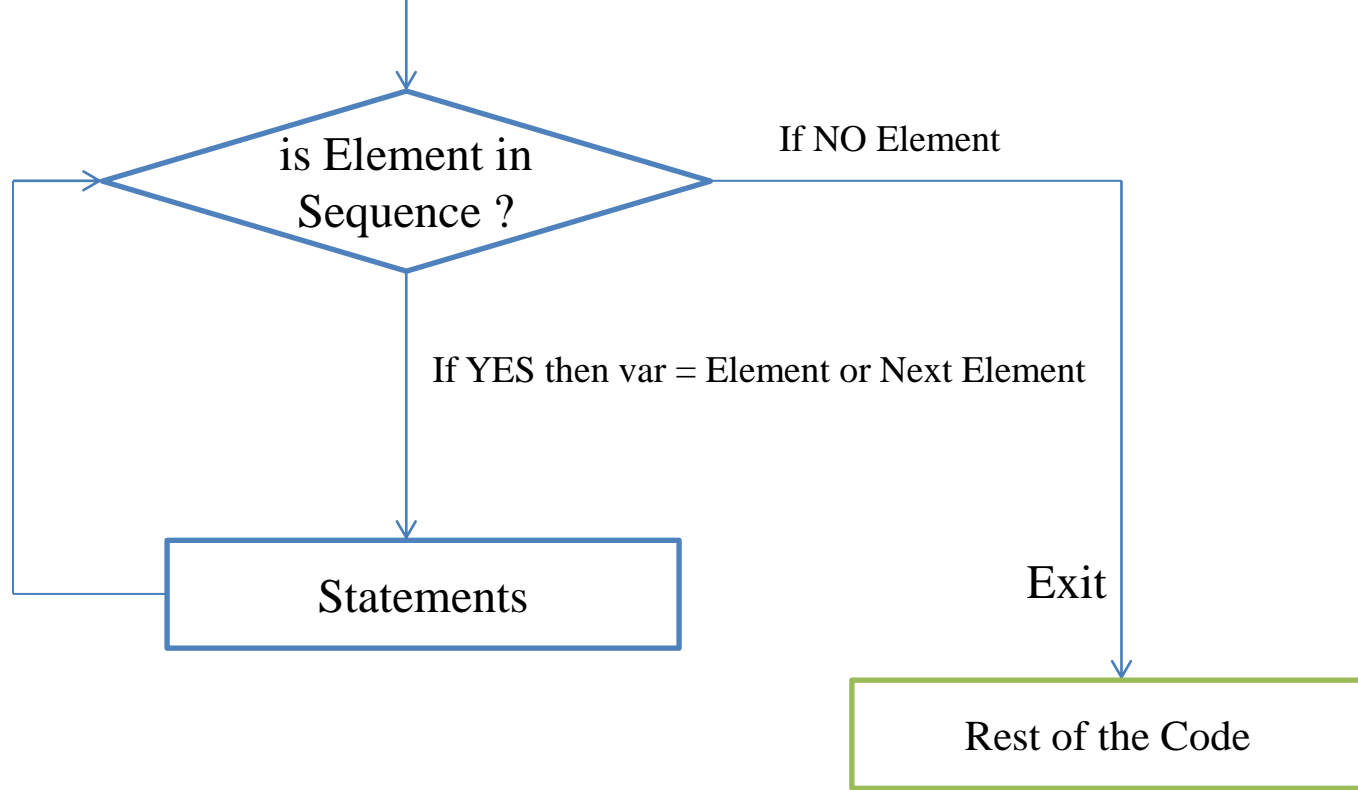 is Element in
Sequence ?
If NO Element
If YES then var = Element or Next Element
Statements
Exit
Rest of the Code